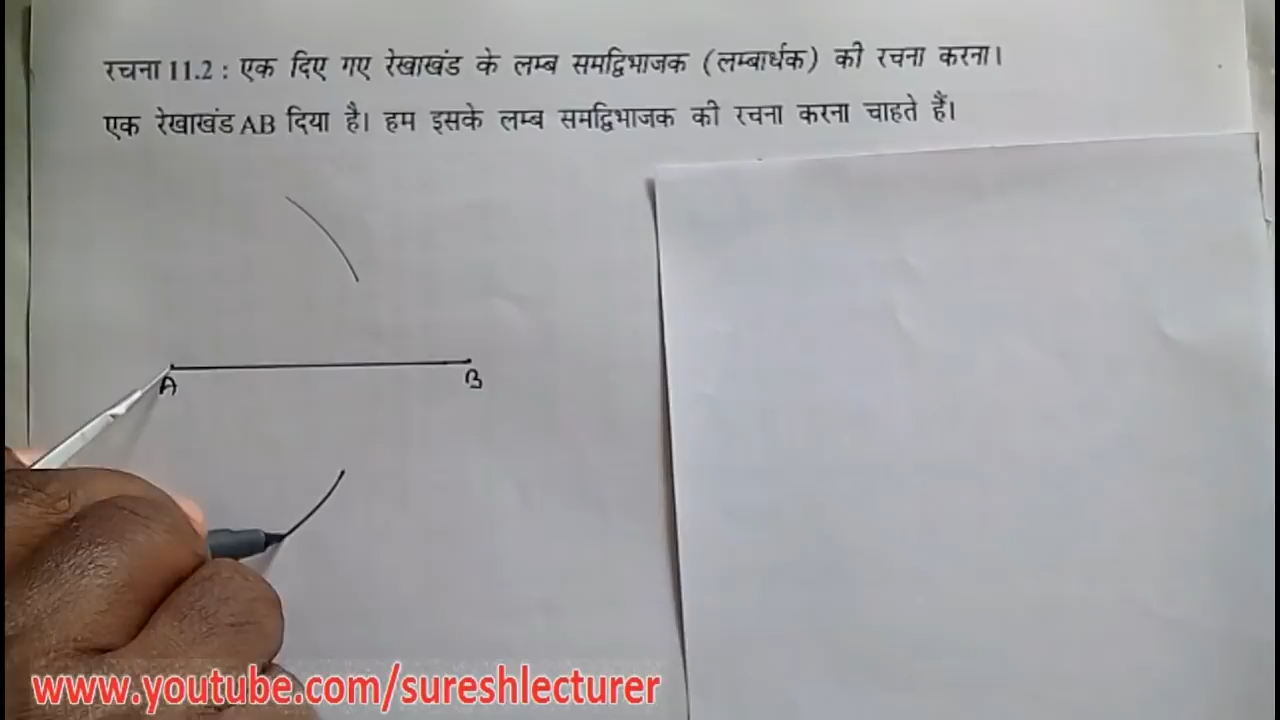 रचना 11.2 : एक दिए गए रेखाखंड के लम्ब समद्विभाजक (लम्बार्धक) की रचना करना।
एक रेखाखंड AB दिया है। हम इसके लम्ब समद्विभाजक की रचना करना चाहते हैं।
A B
www.youtube.com/sureshlecturer